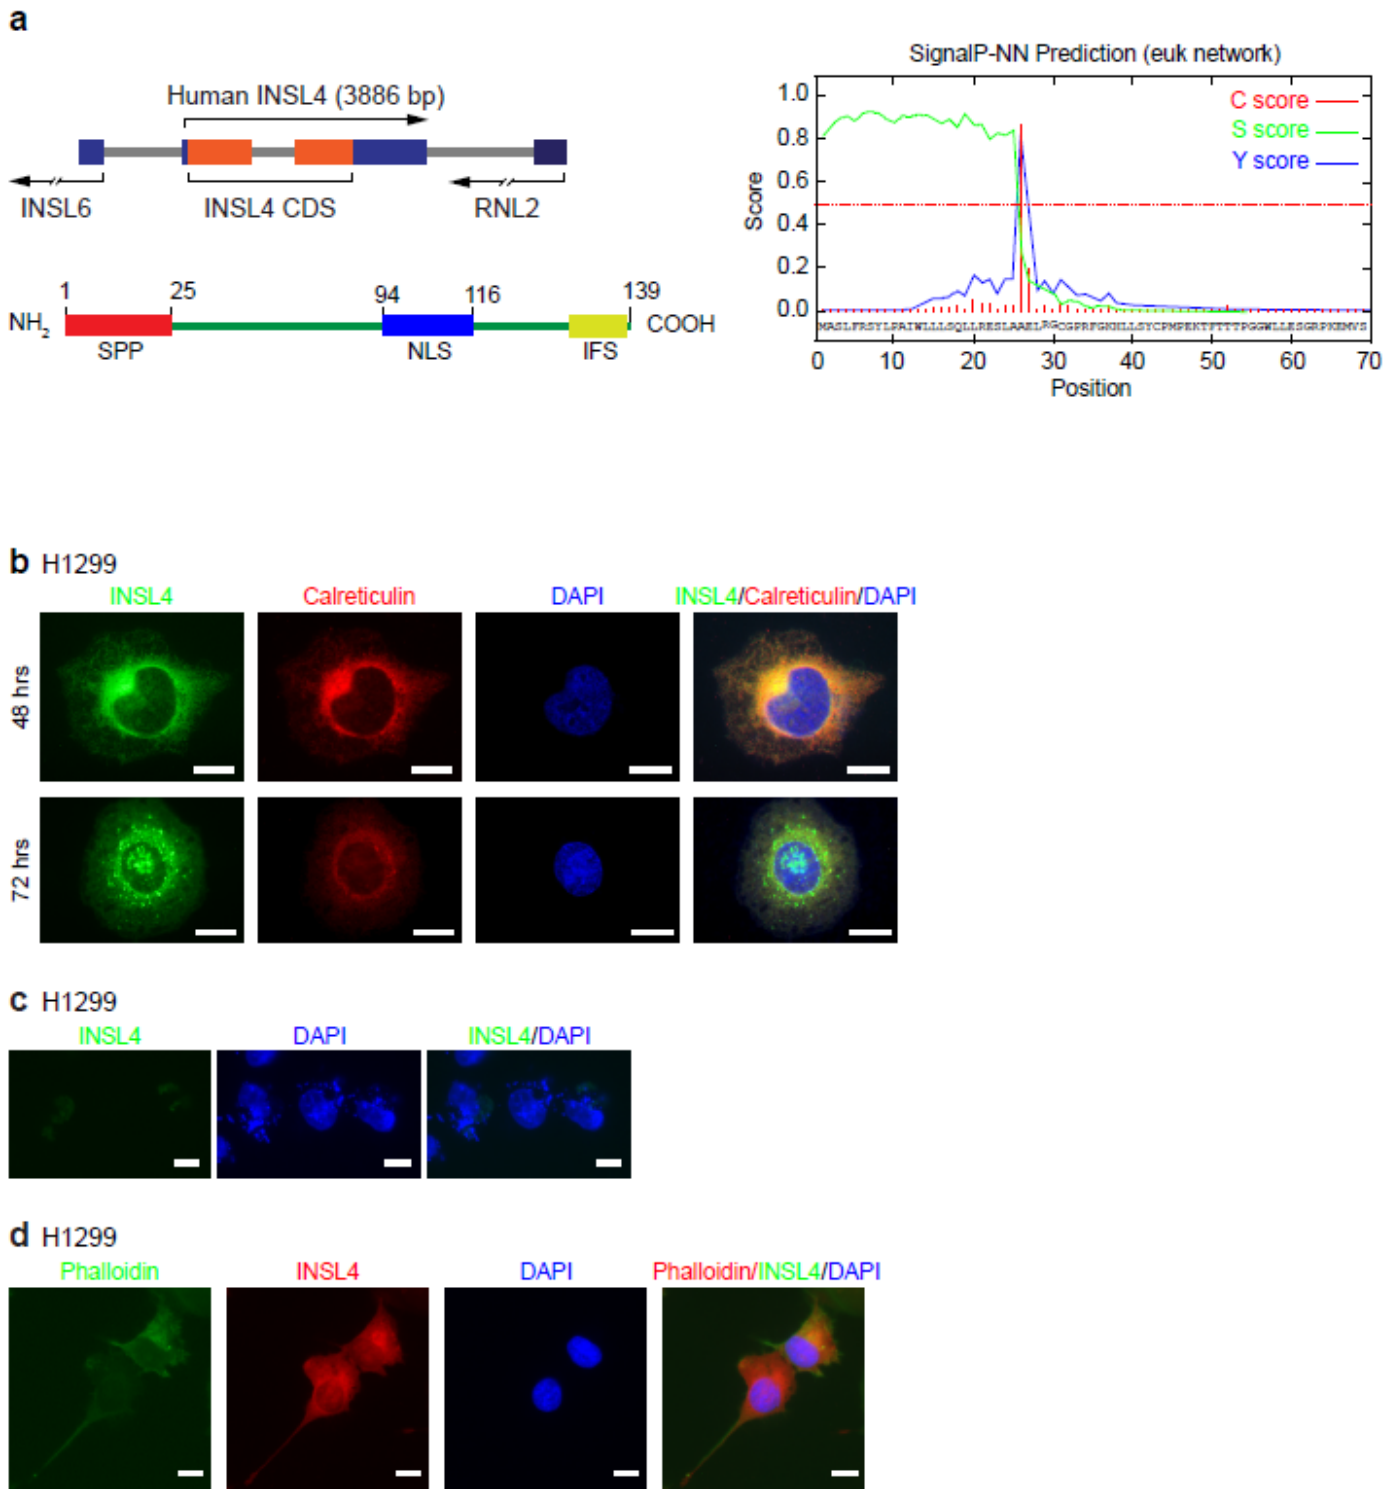 a
Human INSL4 (3886 bp)
INSL6
INSL4 CDS
RNL2
1
25
94
116
139
NH2
COOH
SPP
NLS
IFS
SignalP-NN Prediction (euk network)
C score
S score
Y score
Score
1.0
0.8
0.6
0.4
0.2
0.0
MASLFRSYLPAIWLLLSQLLRESLAAELRGCGPRFGKHLLSYCPMPEKTFTTTPGGWLLESGRPKEMVS
0 10 20 30 40 50 60 70
Position
b H1299
INSL4
Calreticulin
DAPI
INSL4/Calreticulin/DAPI
48 hrs
72 hrs
c H1299
INSL4
DAPI
INSL4/DAPI
d H1299
Phalloidin
INSL4
DAPI
Phalloidin/INSL4/DAPI